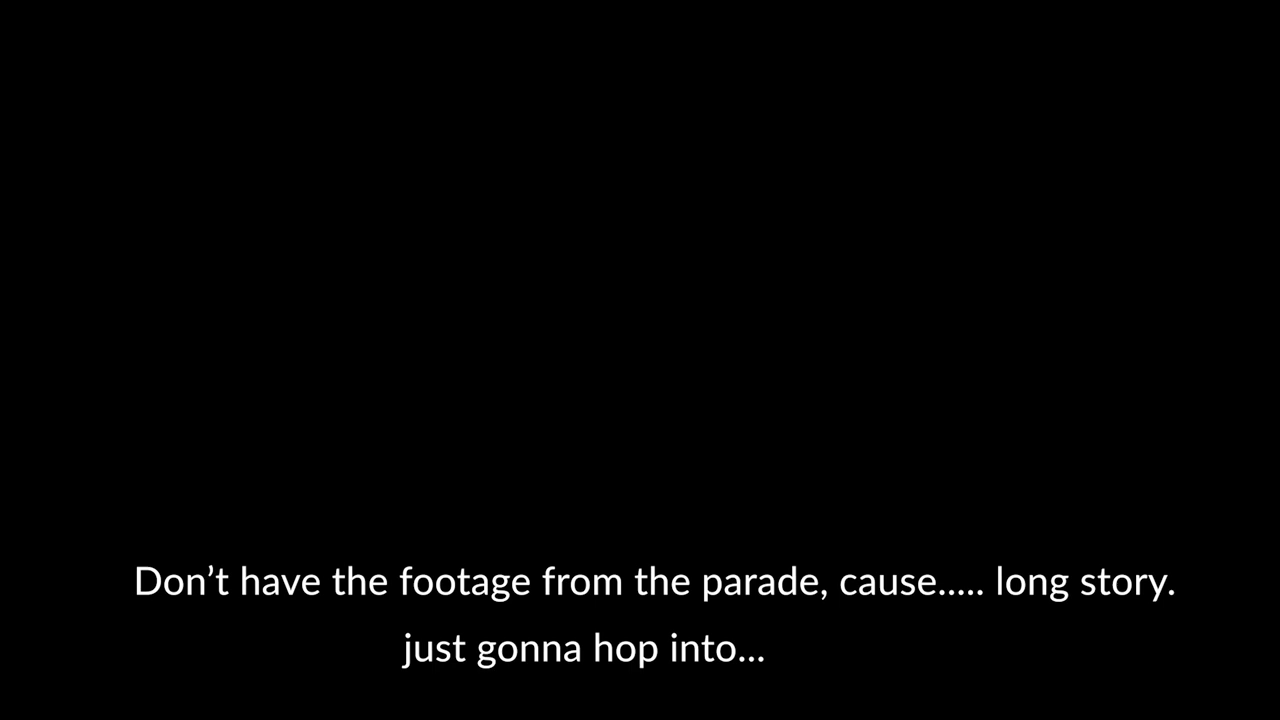 Don’t have the footage from the parade, cause..... long story.
just gonna hop into...